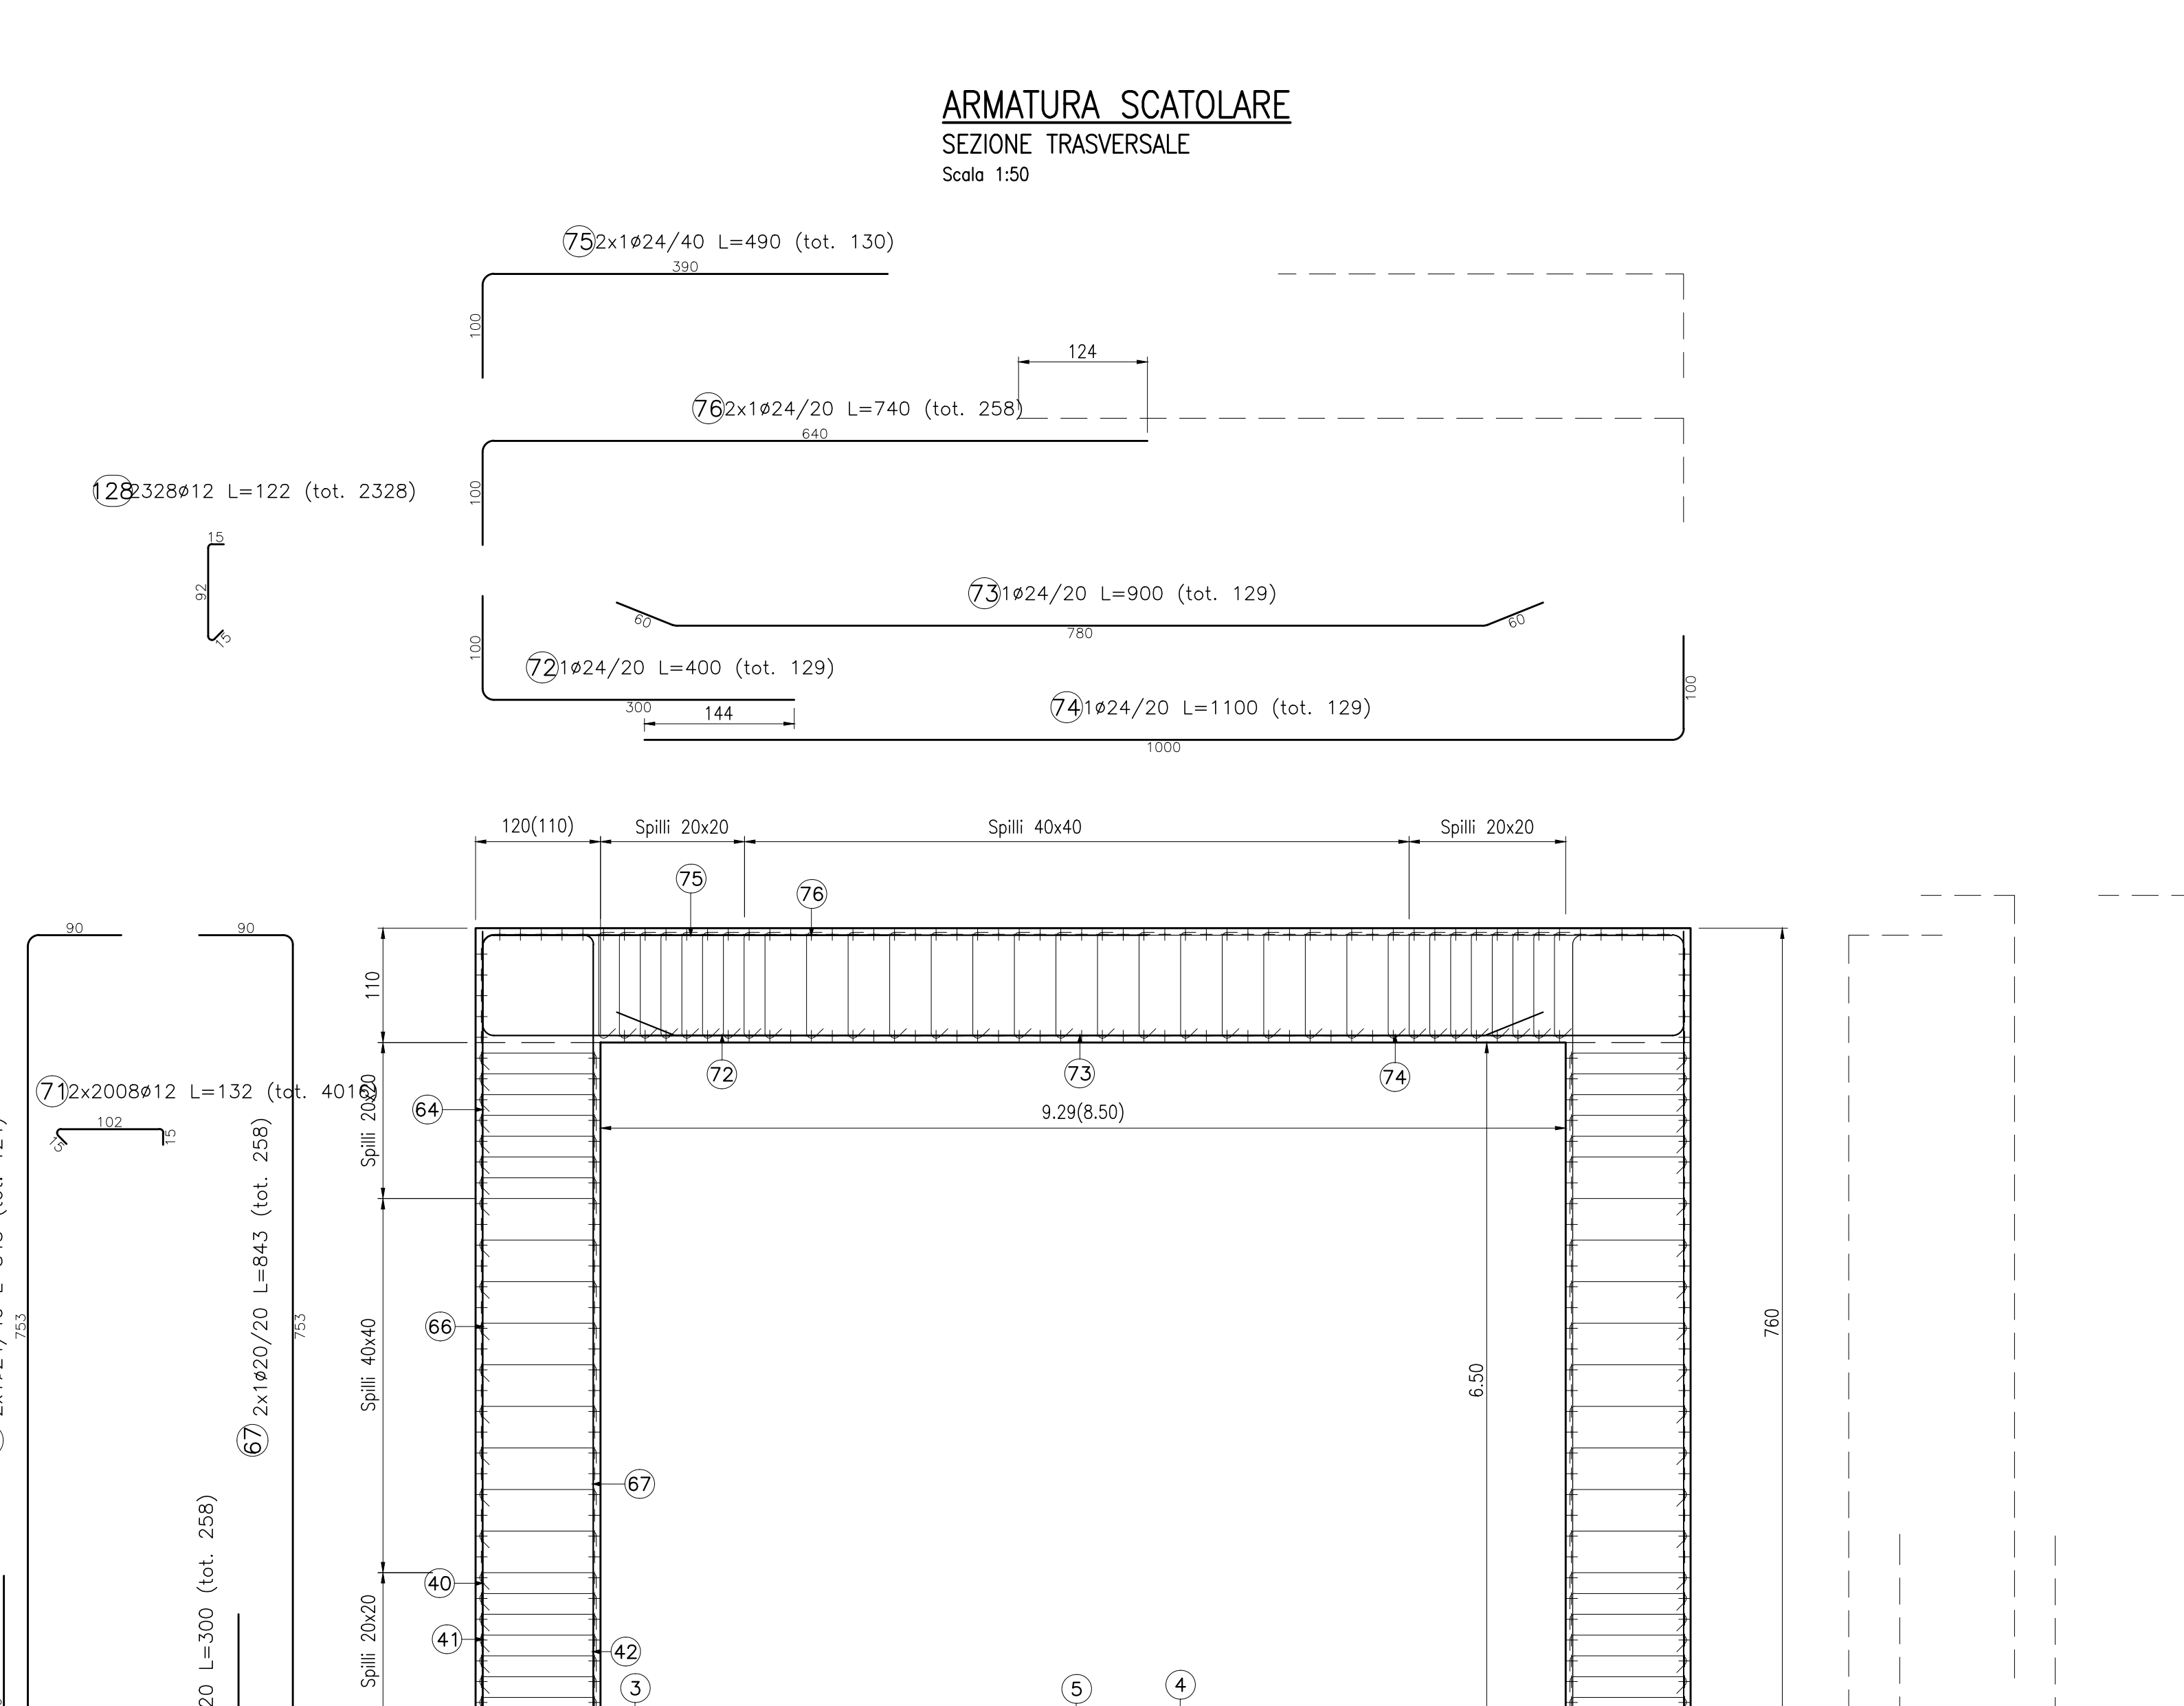 ARMATURA SCATOLARE
SEZIONE TRASVERSALE
Scala 1:50
75 2x1ø24/40 L=490 (tot. 130)
390
100
124
76 2x1ø24/20 L=740 (tot. 258)
640
100
128 2328ø12 L=122 (tot. 2328)
15
92
15
73 1ø24/20 L=900 (tot. 129)
60
780
60
100
72 1ø24/20 L=400 (tot. 129)
300
144
74 1ø24/20 L=1100 (tot. 129)
1000
100
120(110)
Spilli 20x20
Spilli 40x40
Spilli 20x20
75
76
90
90
110
72
73
74
71 2x2008ø12 L=132 (tot. 4016)
102
15
15
Spilli 20x20
64
9.29(8.50)
753
67 2x1ø20/20 L=843 (tot. 258)
753
Spilli 40x40
66
6.50
760
67
40
41
42
Spilli 20x20
20 L=300 (tot. 258)
3
5
4